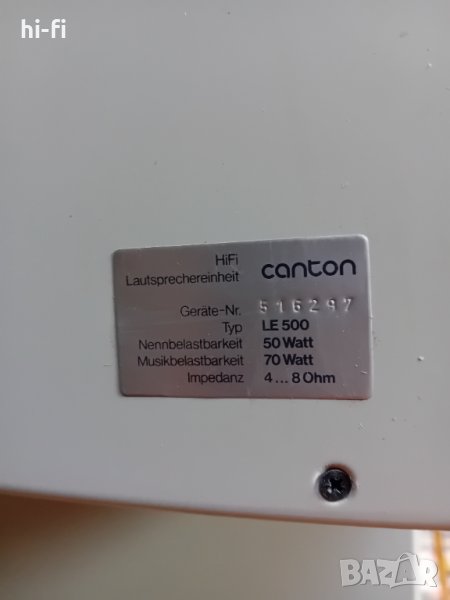 hi-fi
HiFi
Lautsprechereinheit
canton
Geräte-Nr. 516297
Typ LE 500
Nennbelastbarkeit 50 Watt
Musikbelastbarkeit 70 Watt
Impedanz 4...8 Ohm
BAZAR